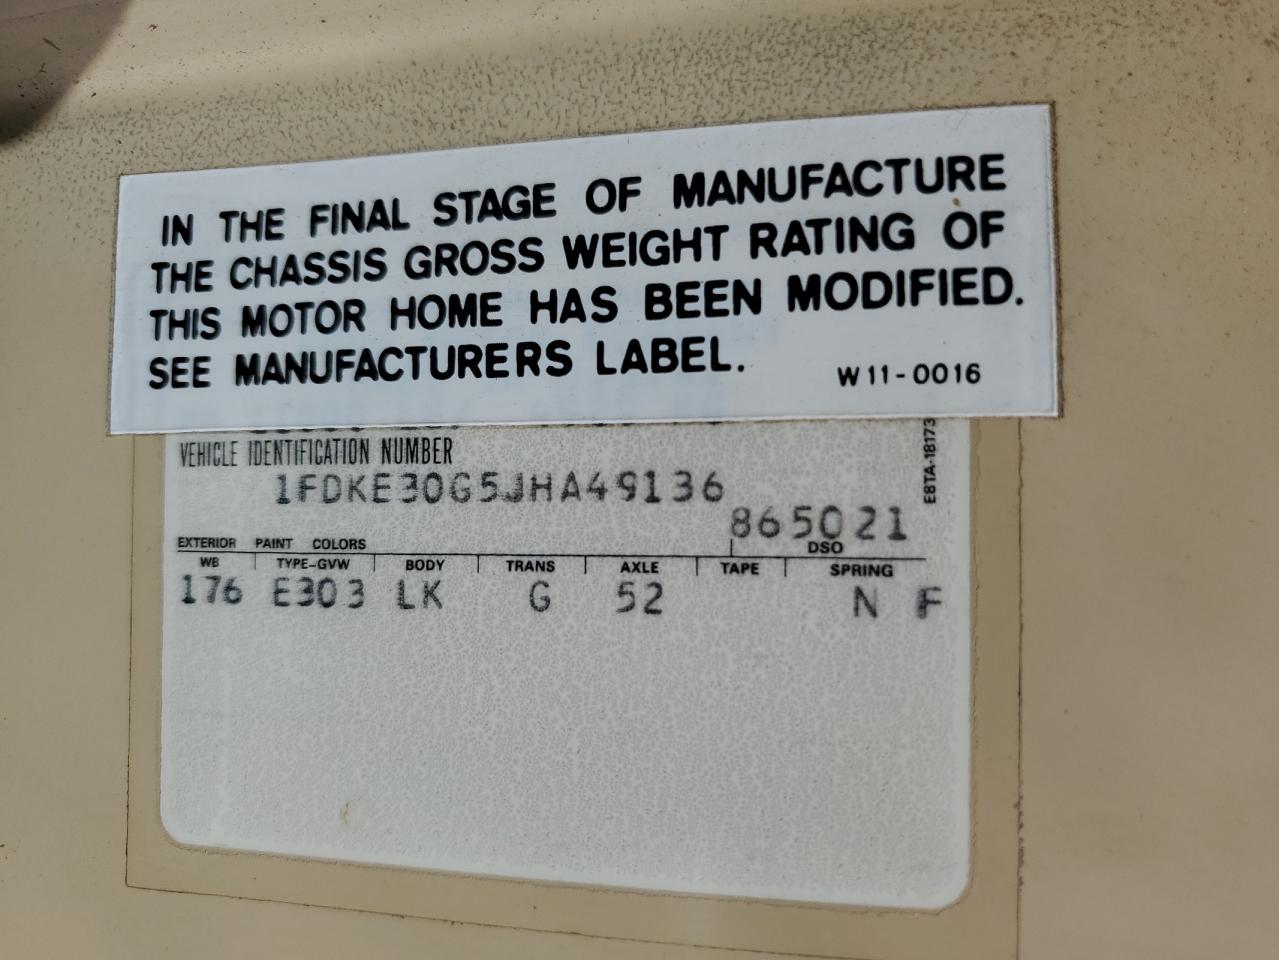 IN THE FINAL STAGE OF MANUFACTURE
THE CHASSIS GROSS WEIGHT RATING OF
THIS MOTOR HOME HAS BEEN MODIFIED.
SEE MANUFACTURERS LABEL.
W11-0016
VEHICLE IDENTIFICATION NUMBER
E8TA-18173
1FDKE30G5JHA49136
865021
EXTERIOR PAINT COLORS DSO
WB TYPE-GVW BODY TRANS AXLE TAPE SPRING
176 E303 LK G 52 N F